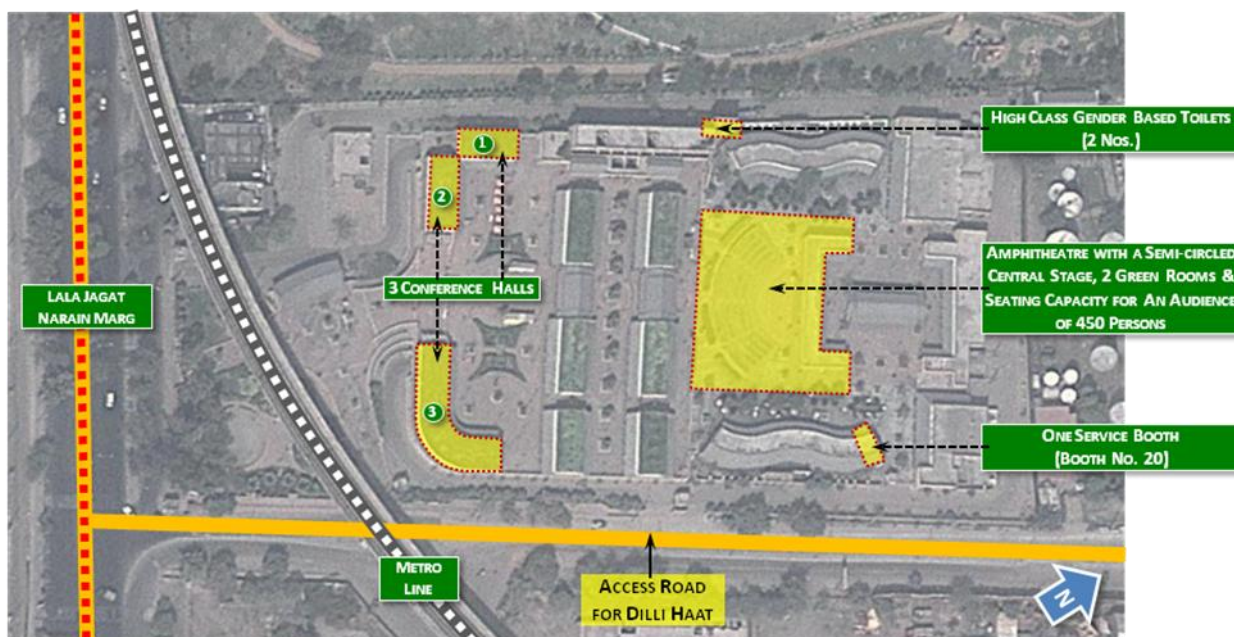 HIGH CLASS GENDER BASED TOILETS
(2 NOS.)
1
2
3 CONFERENCE HALLS
AMPHITHEATRE WITH A SEMI-CIRCLED
CENTRAL STAGE, 2 GREEN ROOMS &
SEATING CAPACITY FOR AN AUDIENCE
OF 450 PERSONS
LALA JAGAT
NARAIN MARG
3
ONE SERVICE BOOTH
(BOOTH NO. 20)
METRO
LINE
ACCESS ROAD
FOR DILLI HAAT
N